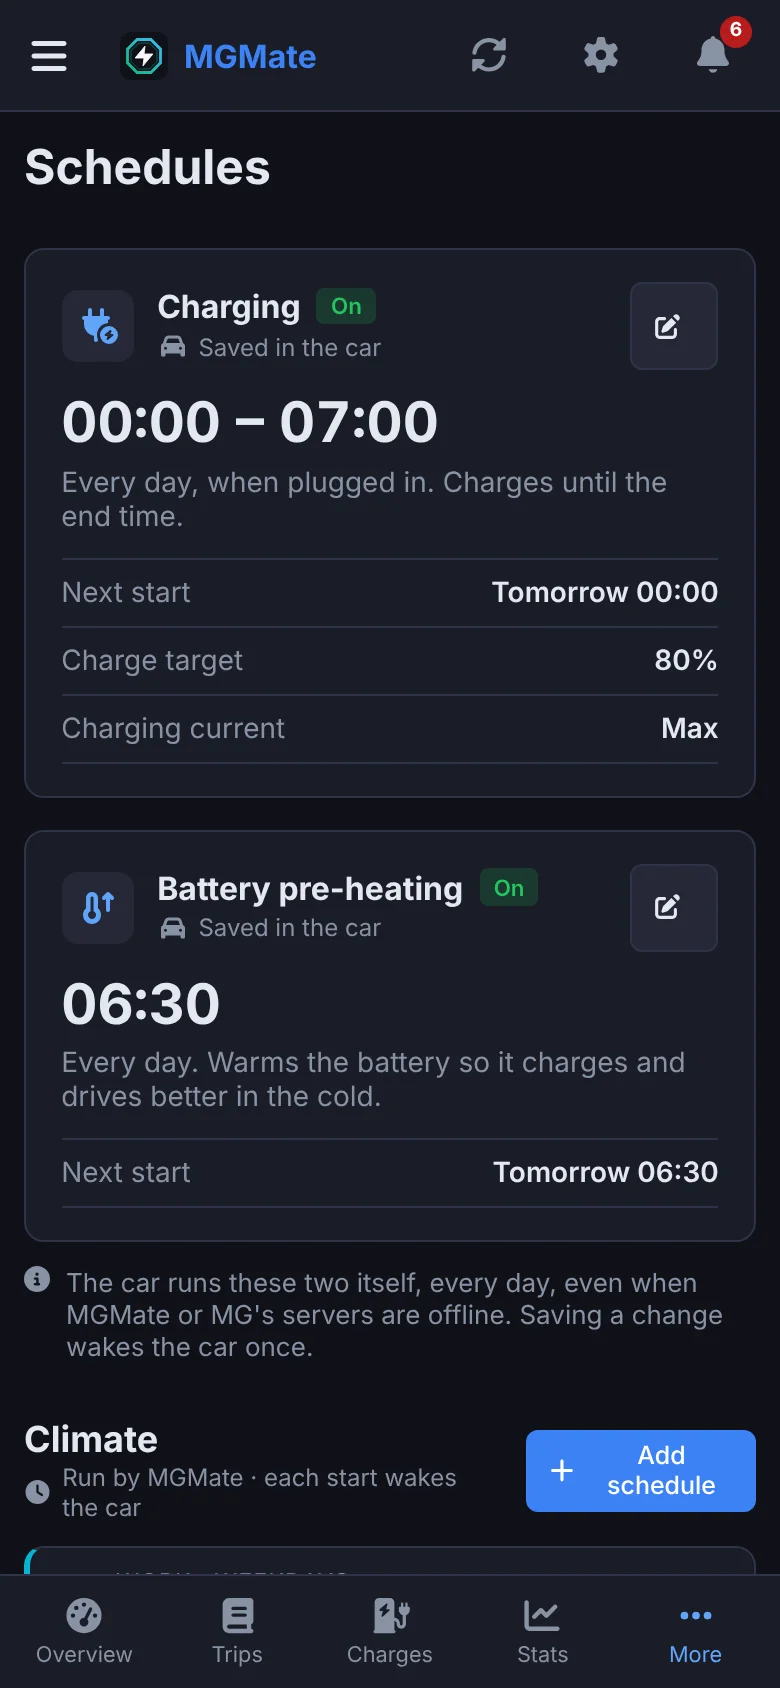 MGMate
6
Schedules
Charging On
Saved in the car
00:00 – 07:00
Every day, when plugged in. Charges until the
end time.
Next start Tomorrow 00:00
Charge target 80%
Charging current Max
Battery pre-heating On
Saved in the car
06:30
Every day. Warms the battery so it charges and
drives better in the cold.
Next start Tomorrow 06:30
The car runs these two itself, every day, even when
MGMate or MG's servers are offline. Saving a change
wakes the car once.
Climate
Run by MGMate · each start wakes
the car
Add
schedule
Overview Trips Charges Stats More